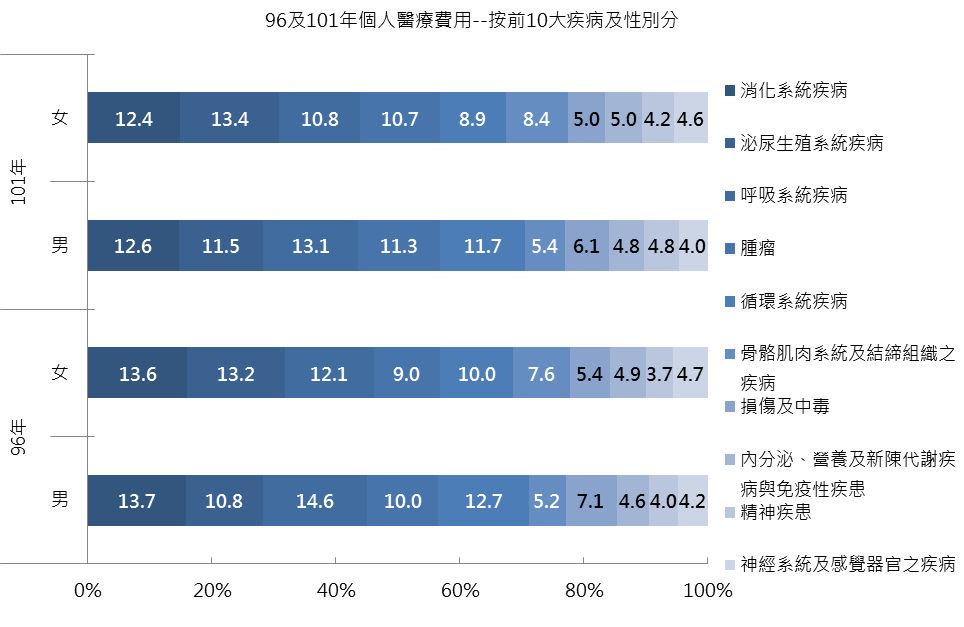 96及101年個人醫療費用--按前10大疾病及性別分
101年
女
12.4 13.4 10.8 10.7 8.9 8.4 5.0 5.0 4.2 4.6
男
12.6 11.5 13.1 11.3 11.7 5.4 6.1 4.8 4.8 4.0
96年
女
13.6 13.2 12.1 9.0 10.0 7.6 5.4 4.9 3.7 4.7
男
13.7 10.8 14.6 10.0 12.7 5.2 7.1 4.6 4.0 4.2
0% 20% 40% 60% 80% 100%
消化系統疾病
泌尿生殖系統疾病
呼吸系統疾病
腫瘤
循環系統疾病
骨骼肌肉系統及結締組織之
疾病
損傷及中毒
內分泌、營養及新陳代謝疾
病與免疫性疾患
精神疾患
神經系統及感覺器官之疾病